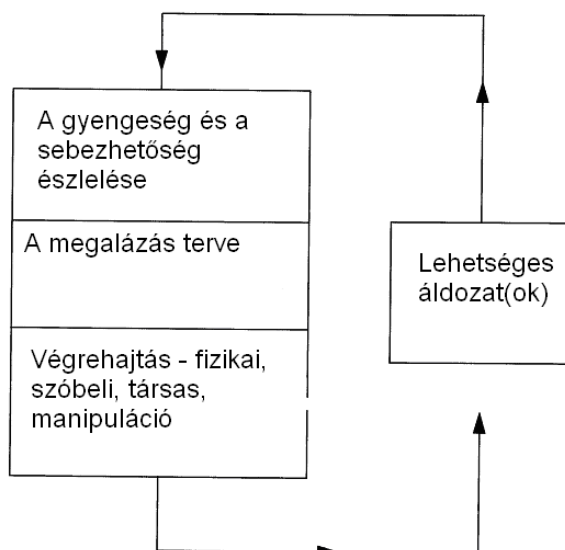 A gyengeség és a
sebezhetőség
észlelése
A megalázás terve
Végrehajtás - fizikai,
szóbeli, társas,
manipuláció
Lehetséges
áldozat(ok)